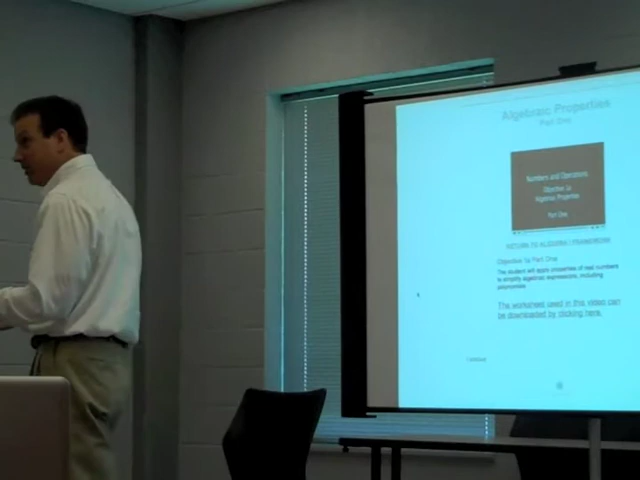 Algebraic Properties
Part One
Numbers and Operations
Objective 1a
Algebraic Properties
Part One
RETURN TO ALGEBRA I FRAMEWORK
Objective 1a Part One
The student will apply properties of real numbers
to simplify algebraic expressions, including
polynomials
The worksheet used in this video can
be downloaded by clicking here.